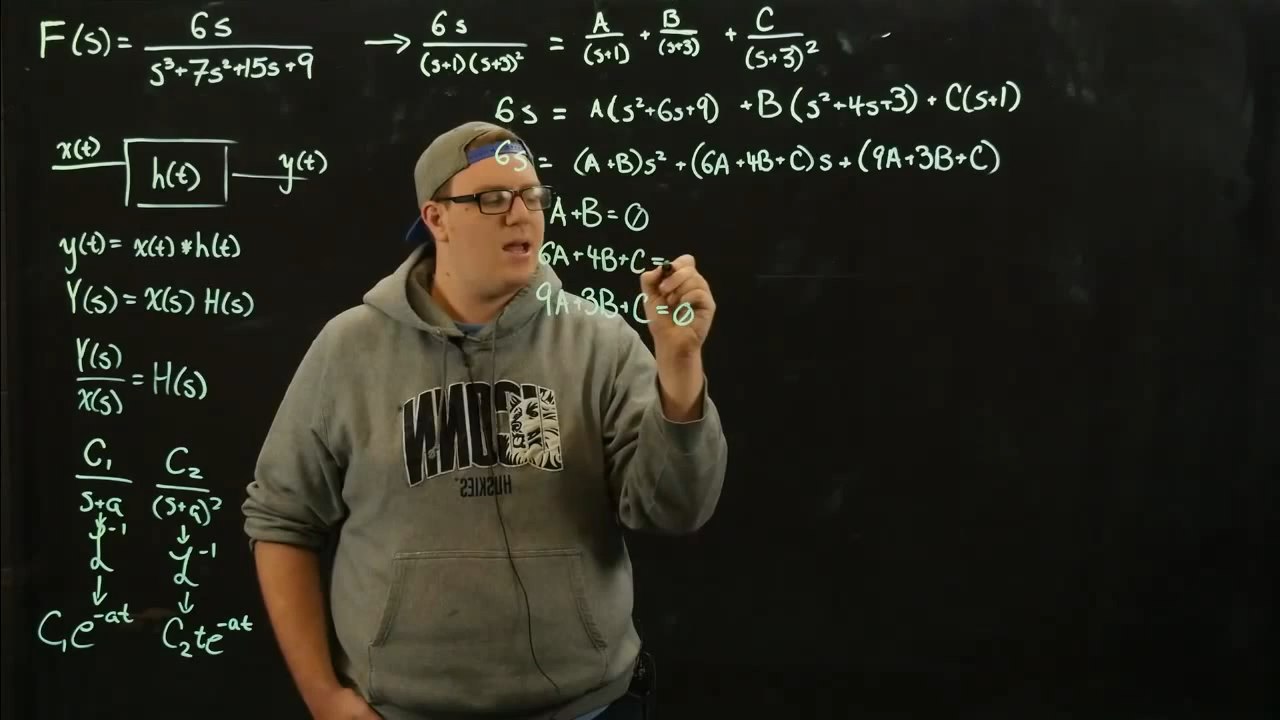 F(s) = 6s / s³+7s²+15s+9 → 6s / (s+1)(s+3)² = A / (s+1) + B / (s+3) + C / (s+3)²
6s = A(s²+6s+9) + B(s²+4s+3) + C(s+1)
6s = (A+B)s² + (6A+4B+C)s + (9A+3B+C)
A+B=0
6A+4B+C=
9A+3B+C=0
x(t) h(t) y(t)
y(t) = x(t) * h(t)
Y(s) = X(s) H(s)
Y(s) / X(s) = H(s)
C₁ / s+a C₂ / (s+a)²
↓ ↓
ℒ⁻¹ ℒ⁻¹
↓ ↓
C₁e^-at C₂te^-at
UCONN
HUSKIES